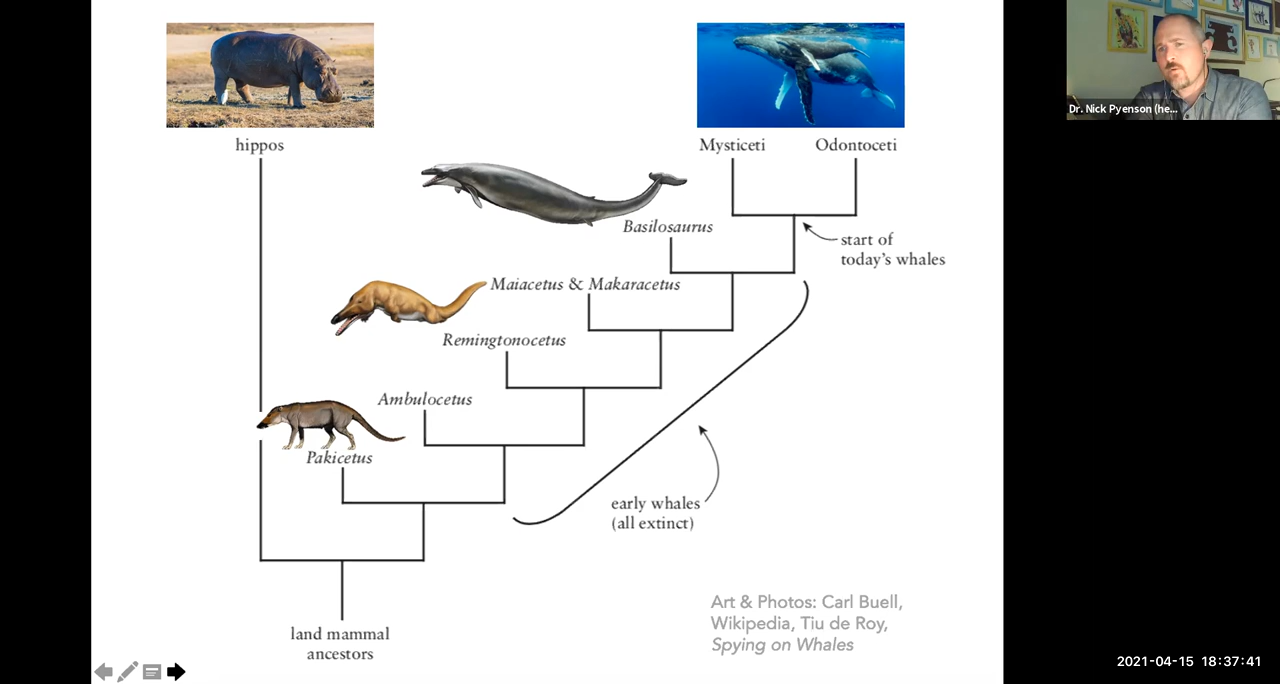 Dr. Nick Pyenson (he...
hippos
Mysticeti
Odontoceti
Basilosaurus
start of
today's whales
Maiacetus & Makaracetus
Remingtonocetus
Ambulocetus
Pakicetus
early whales
(all extinct)
land mammal
ancestors
Art & Photos: Carl Buell,
Wikipedia, Tiu de Roy,
Spying on Whales
2021-04-15 18:37:41